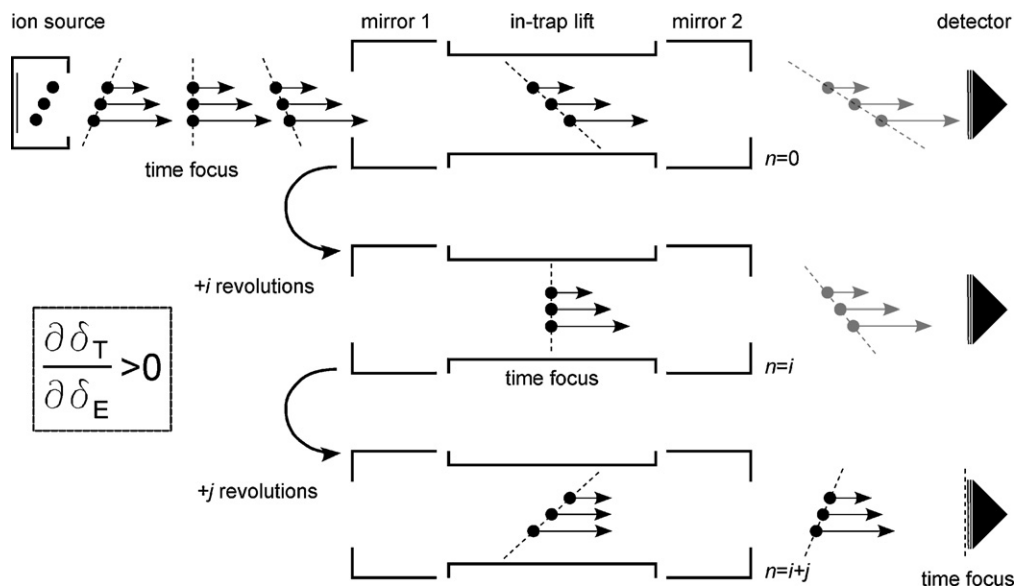 ion source
mirror 1
in-trap lift
mirror 2
detector
time focus
n=0
+i revolutions
∂δT
∂δE
>0
time focus
n=i
+j revolutions
n=i+j
time focus